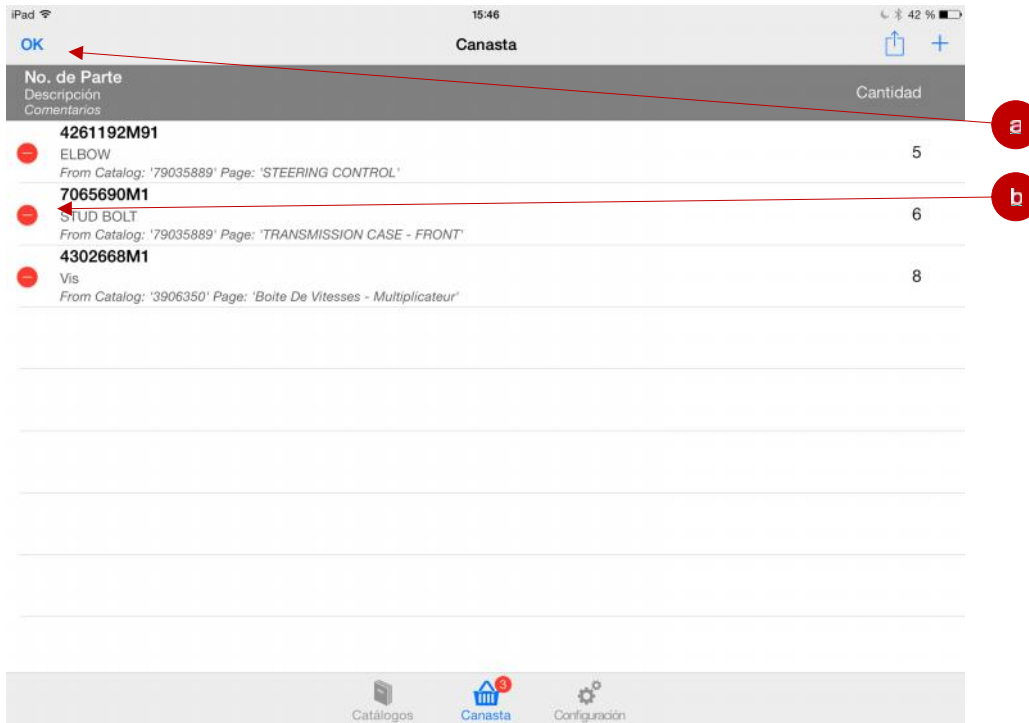 iPad 15:46 42 %
OK Canasta
No. de Parte
Descripción Cantidad
Comentarios
a
4261192M91
ELBOW 5
From Catalog: '79035889' Page: 'STEERING CONTROL'
7065690M1
b
STUD BOLT 6
From Catalog: '79035889' Page: 'TRANSMISSION CASE - FRONT'
4302668M1
Vis 8
From Catalog: '3906350' Page: 'Boite De Vitesses - Multiplicateur'
3
Catálogos Canasta Configuración